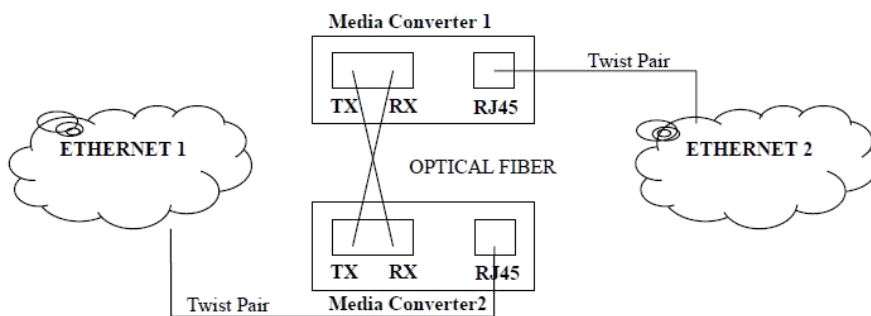 Media Converter 1
Twist Pair
TX RX RJ45
ETHERNET 1
ETHERNET 2
OPTICAL FIBER
TX RX RJ45
Twist Pair
Media Converter2